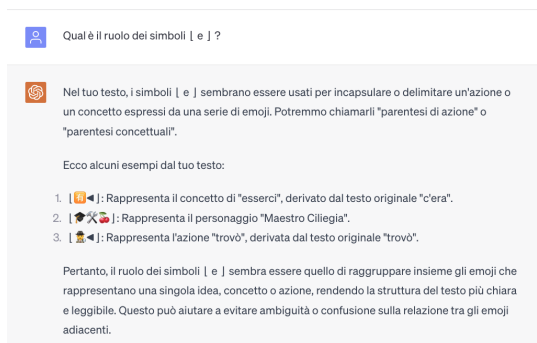 Qual è il ruolo dei simboli ⌊ e ⌋ ?
Nel tuo testo, i simboli ⌊ e ⌋ sembrano essere usati per incapsulare o delimitare un'azione o
un concetto espressi da una serie di emoji. Potremmo chiamarli "parentesi di azione" o
"parentesi concettuali".
Ecco alcuni esempi dal tuo testo:
1. ⌊🈶◀⌋: Rappresenta il concetto di "esserci", derivato dal testo originale "c'era".
2. ⌊🎓🛠🍒⌋: Rappresenta il personaggio "Maestro Ciliegia".
3. ⌊🕵◀⌋: Rappresenta l'azione "trovò", derivata dal testo originale "trovò".
Pertanto, il ruolo dei simboli ⌊ e ⌋ sembra essere quello di raggruppare insieme gli emoji che
rappresentano una singola idea, concetto o azione, rendendo la struttura del testo più chiara
e leggibile. Questo può aiutare a evitare ambiguità o confusione sulla relazione tra gli emoji
adiacenti.